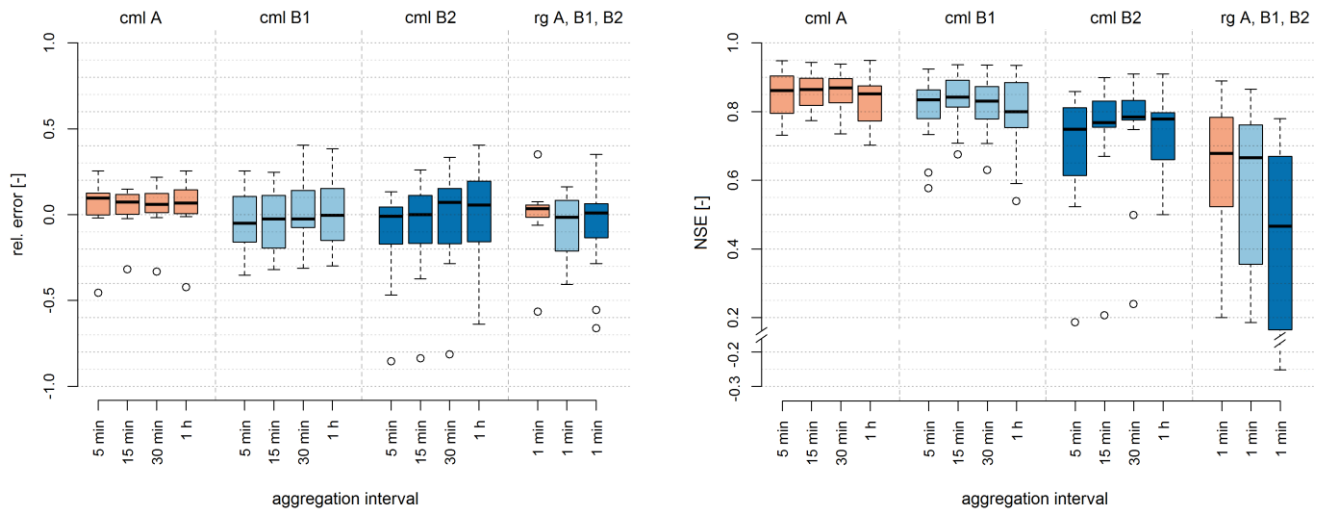 cml A cml B1 cml B2 rg A, B1, B2
rel. error [-]
1.0
0.5
0.0
-0.5
-1.0
5 min 15 min 30 min 1 h 5 min 15 min 30 min 1 h 5 min 15 min 30 min 1 h 1 min 1 min 1 min
aggregation interval
cml A cml B1 cml B2 rg A, B1, B2
NSE [-]
1.0
0.8
0.6
0.4
0.2
-0.2
-0.3
5 min 15 min 30 min 1 h 5 min 15 min 30 min 1 h 5 min 15 min 30 min 1 h 1 min 1 min 1 min
aggregation interval